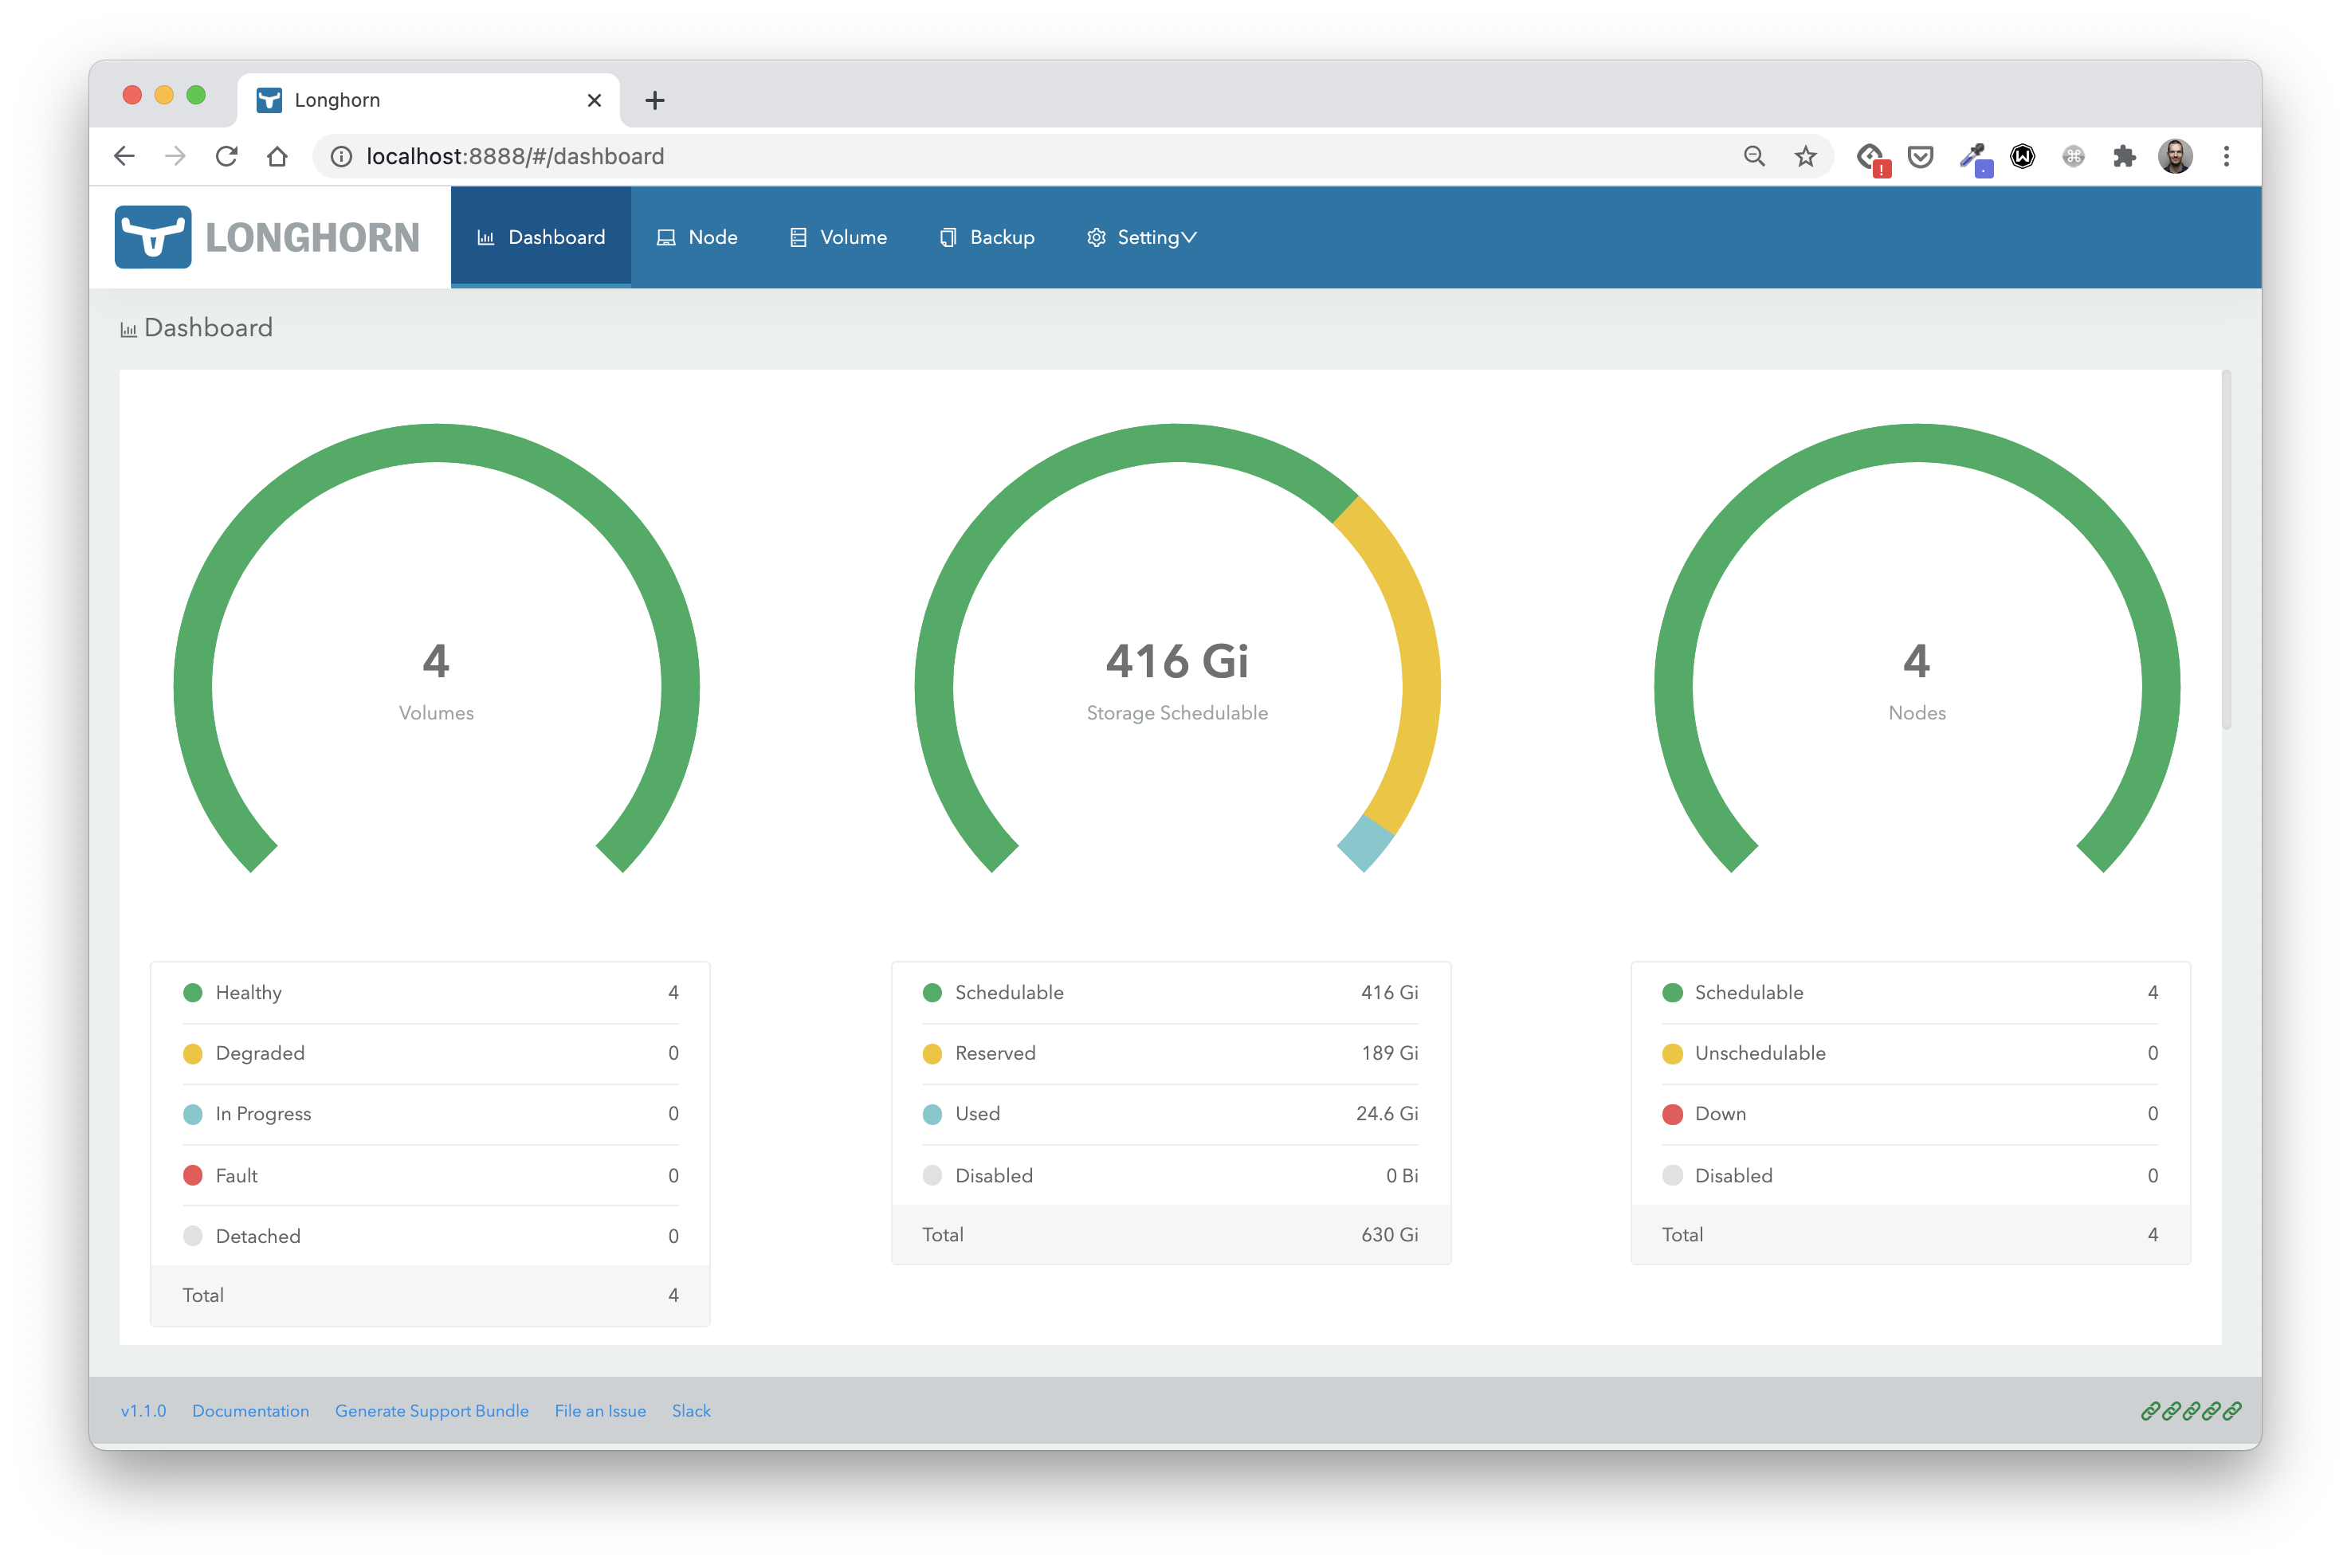 Longhorn
localhost:8888/#/dashboard
LONGHORN Dashboard Node Volume Backup Setting
Dashboard
4
Volumes
416 Gi
Storage Schedulable
4
Nodes
Healthy 4
Degraded 0
In Progress 0
Fault 0
Detached 0
Total 4
Schedulable 416 Gi
Reserved 189 Gi
Used 24.6 Gi
Disabled 0 Bi
Total 630 Gi
Schedulable 4
Unschedulable 0
Down 0
Disabled 0
Total 4
v1.1.0 Documentation Generate Support Bundle File an Issue Slack